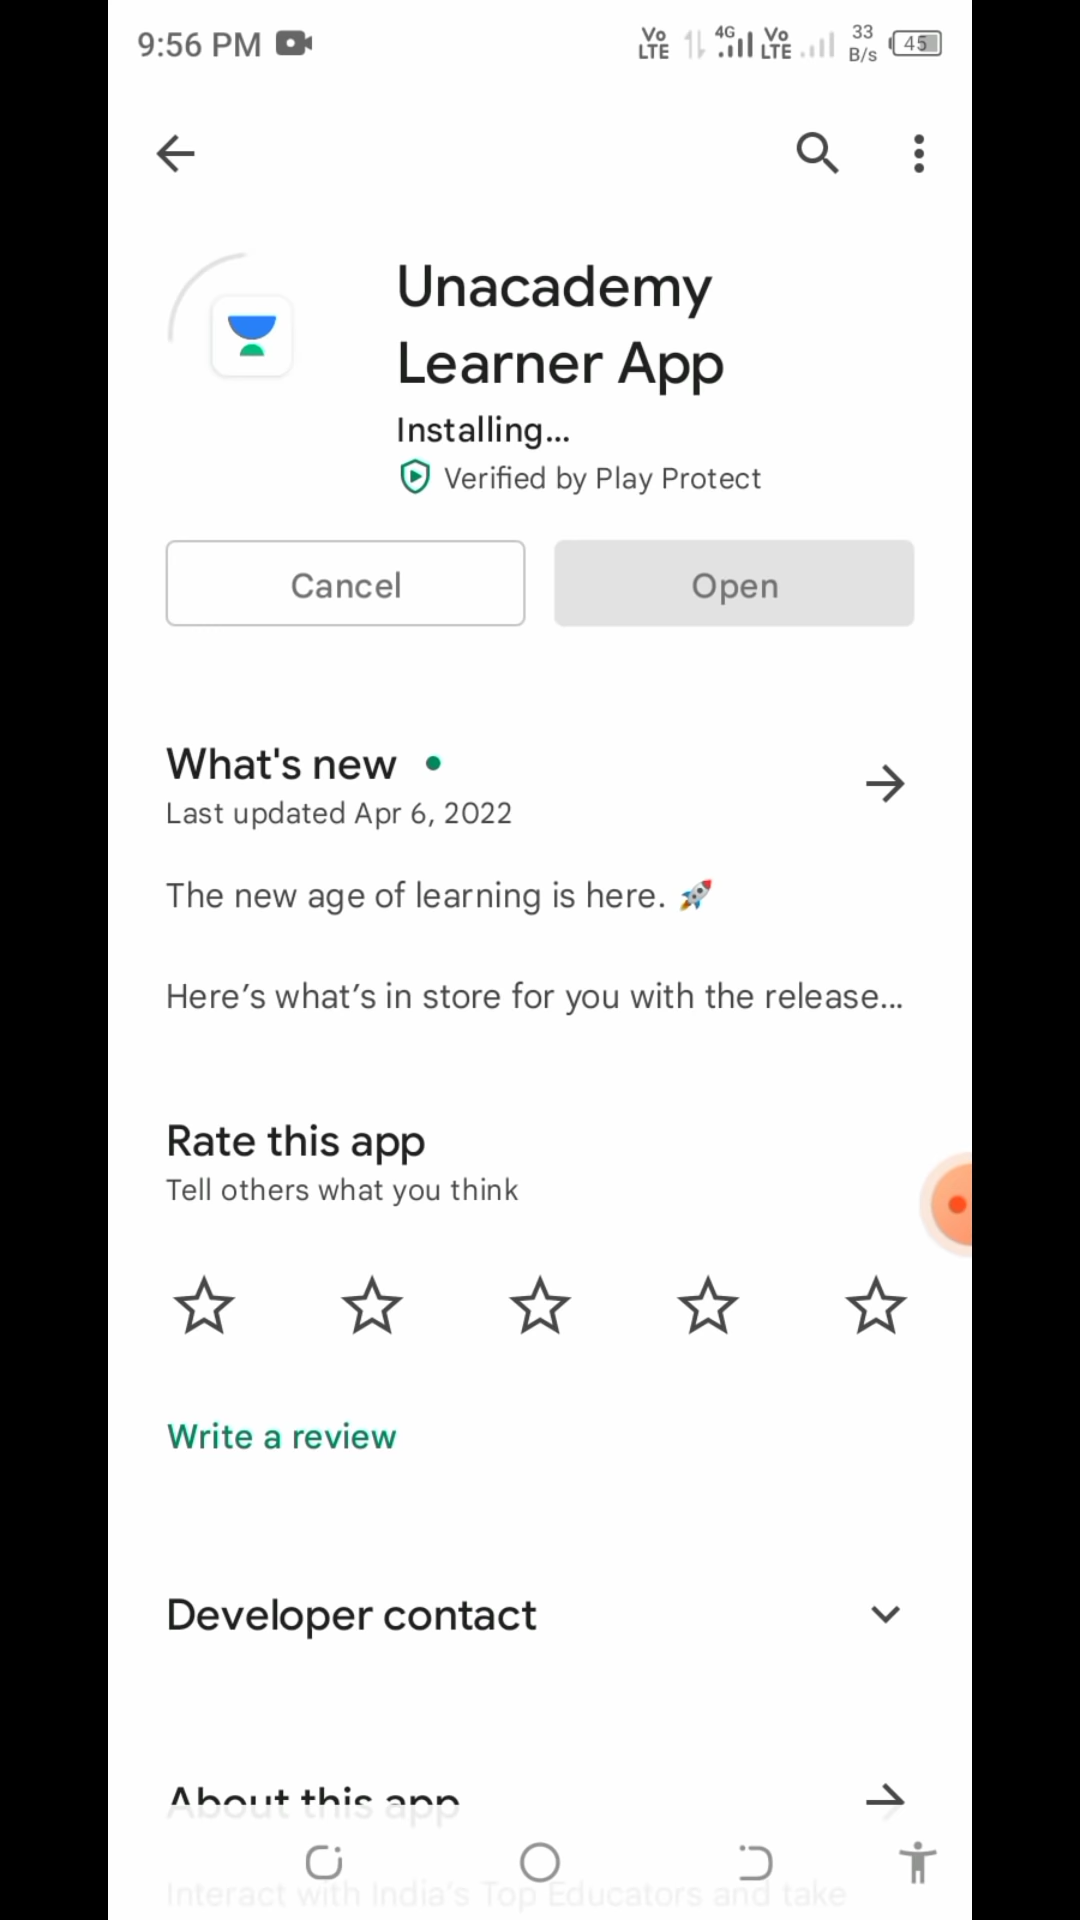 9:56 PM Vo LTE 4G Vo LTE 33 B/s 45
Unacademy
Learner App
Installing...
Verified by Play Protect
Cancel Open
What's new
Last updated Apr 6, 2022
The new age of learning is here. 🚀
Here's what's in store for you with the release...
Rate this app
Tell others what you think
Write a review
Developer contact
About this app
Interact with India's Top Educators and take